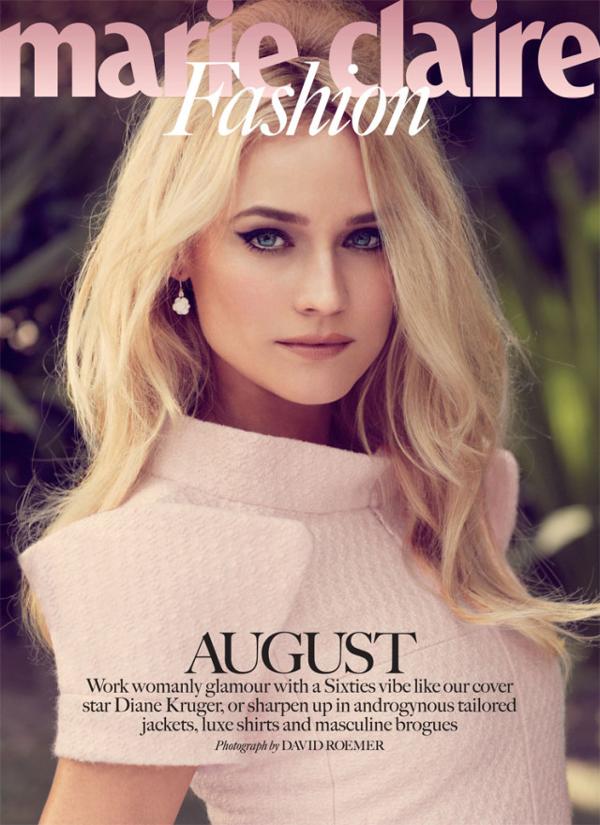 marie claire
Fashion
AUGUST
Work womanly glamour with a Sixties vibe like our cover
star Diane Kruger, or sharpen up in androgynous tailored
jackets, luxe shirts and masculine brogues
Photograph by DAVID ROEMER